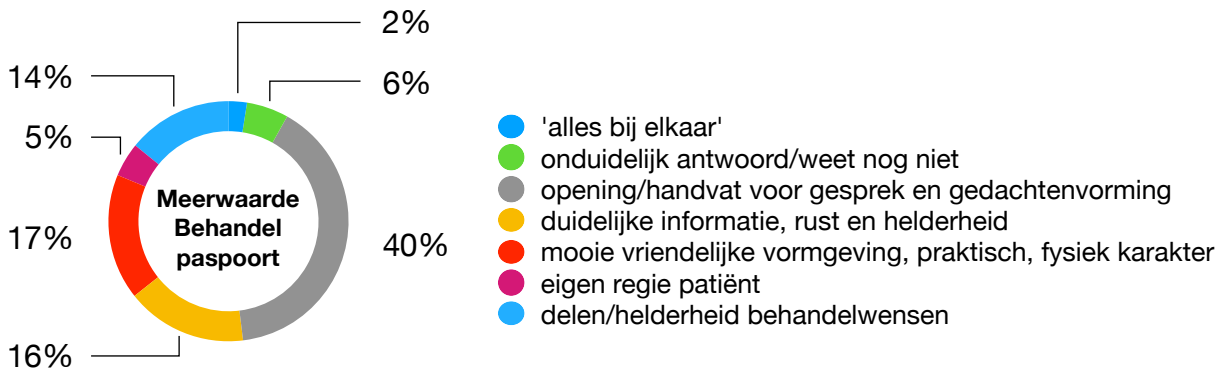 2%
6%
14%
5%
17%
40%
16%
Meerwaarde
Behandel
paspoort
'alles bij elkaar'
onduidelijk antwoord/weet nog niet
opening/handvat voor gesprek en gedachtenvorming
duidelijke informatie, rust en helderheid
mooie vriendelijke vormgeving, praktisch, fysiek karakter
eigen regie patiënt
delen/helderheid behandelwensen